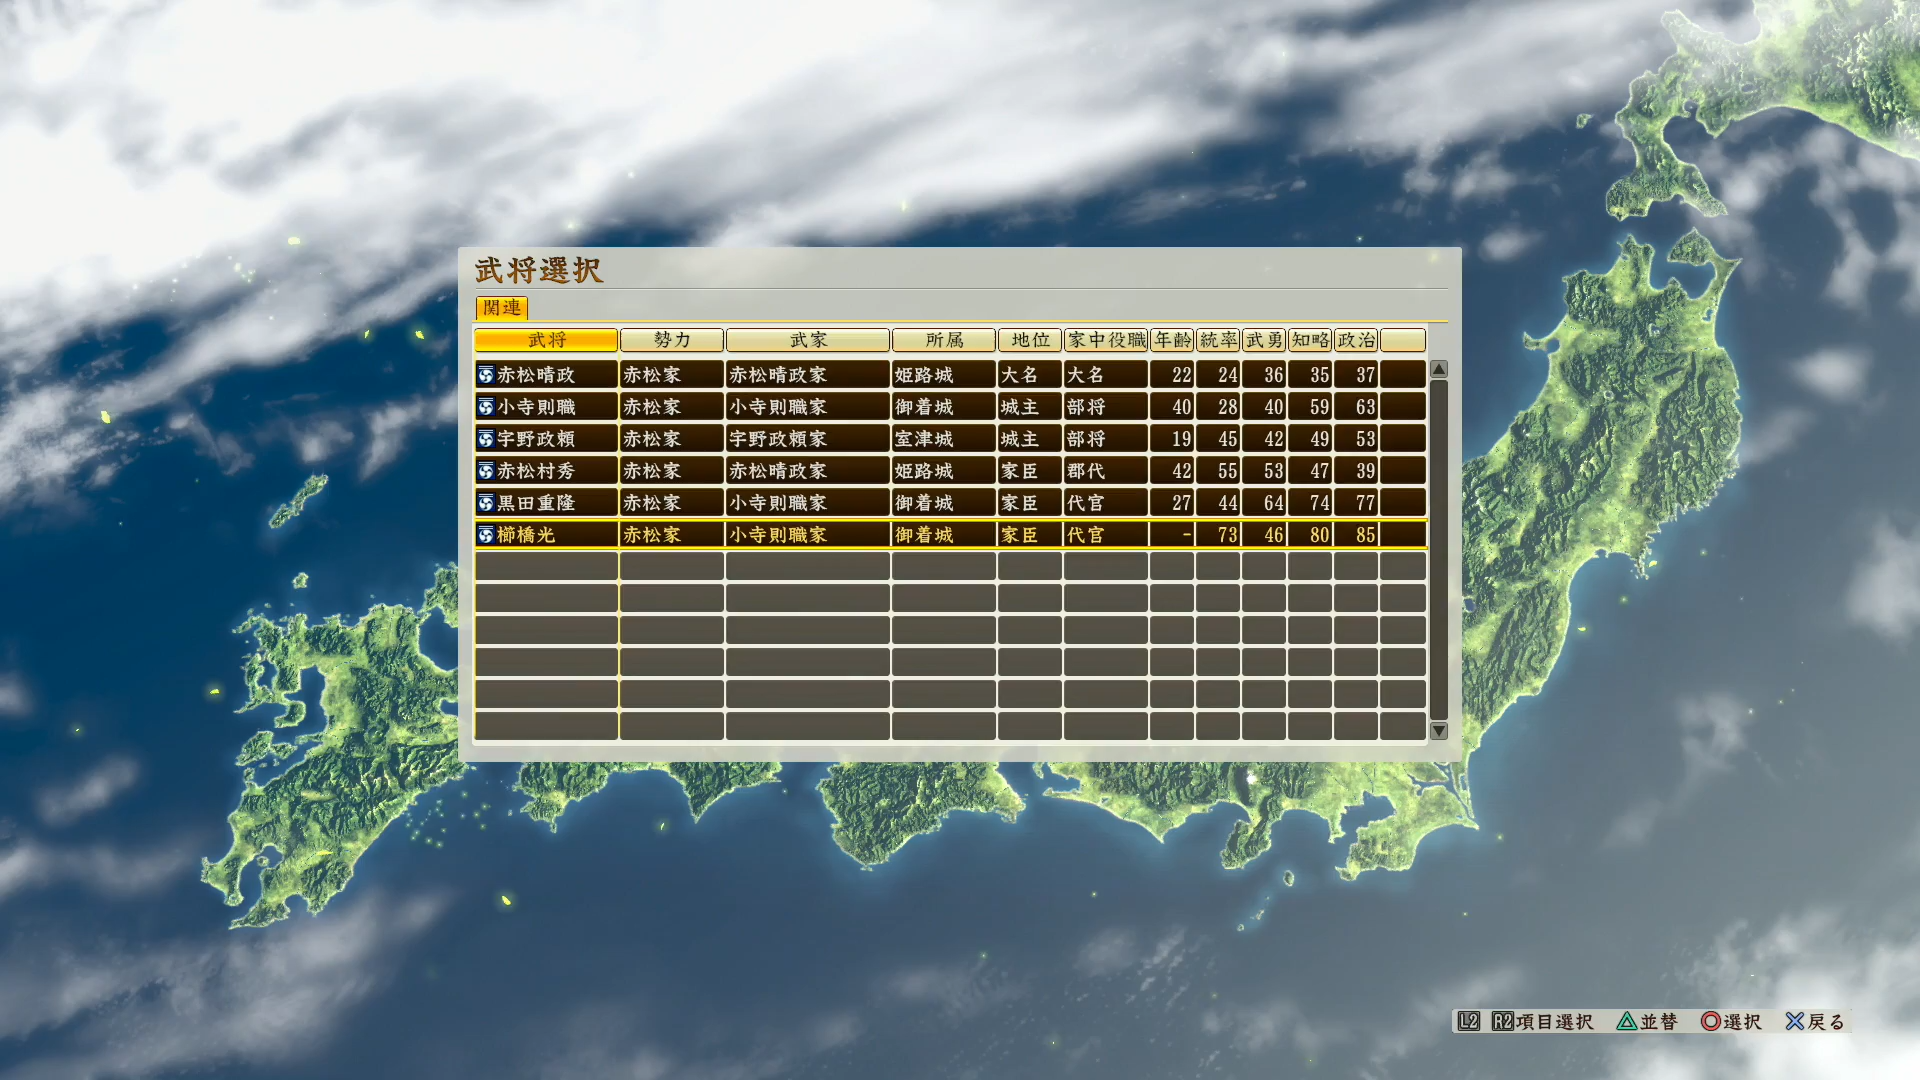 武将選択
関連
武将 勢力 武家 所属 地位 家中役職 年齢 統率 武勇 知略 政治
赤松晴政 赤松家 赤松晴政家 姫路城 大名 大名 22 24 36 35 37
小寺則職 赤松家 小寺則職家 御着城 城主 部将 40 28 40 59 63
宇野政頼 赤松家 宇野政頼家 室津城 城主 部将 19 45 42 49 53
赤松村秀 赤松家 赤松晴政家 姫路城 家臣 郡代 42 55 53 47 39
黒田重隆 赤松家 小寺則職家 御着城 家臣 代官 27 44 64 74 77
櫛橋光 赤松家 小寺則職家 御着城 家臣 代官 - 73 46 80 85
L2 R2項目選択 △並替 ○選択 ×戻る